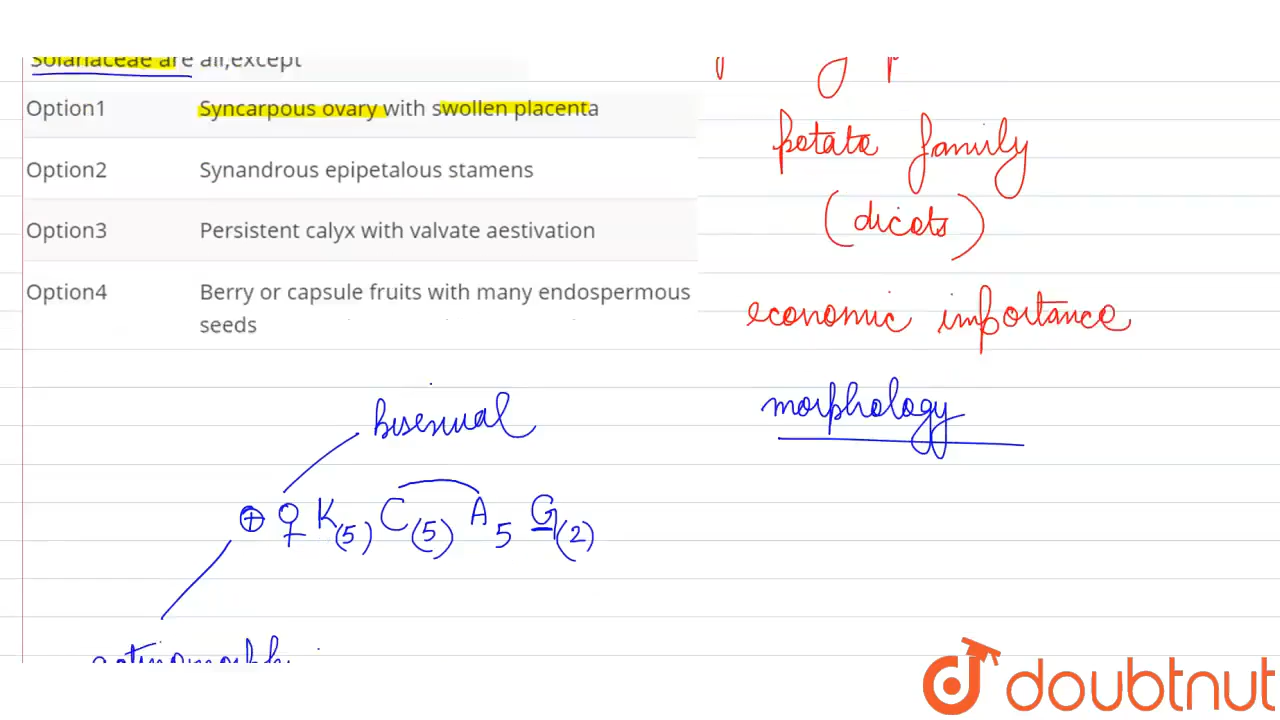 Solanaceae are all,except
Option1 Syncarpous ovary with swollen placenta
Option2 Synandrous epipetalous stamens
Option3 Persistent calyx with valvate aestivation
Option4 Berry or capsule fruits with many endospermous
seeds
potato family
(dicots)
economic importance
morphology
bisexual
⊕ ♀ K(5) C(5) A5 G(2)
doubtnut